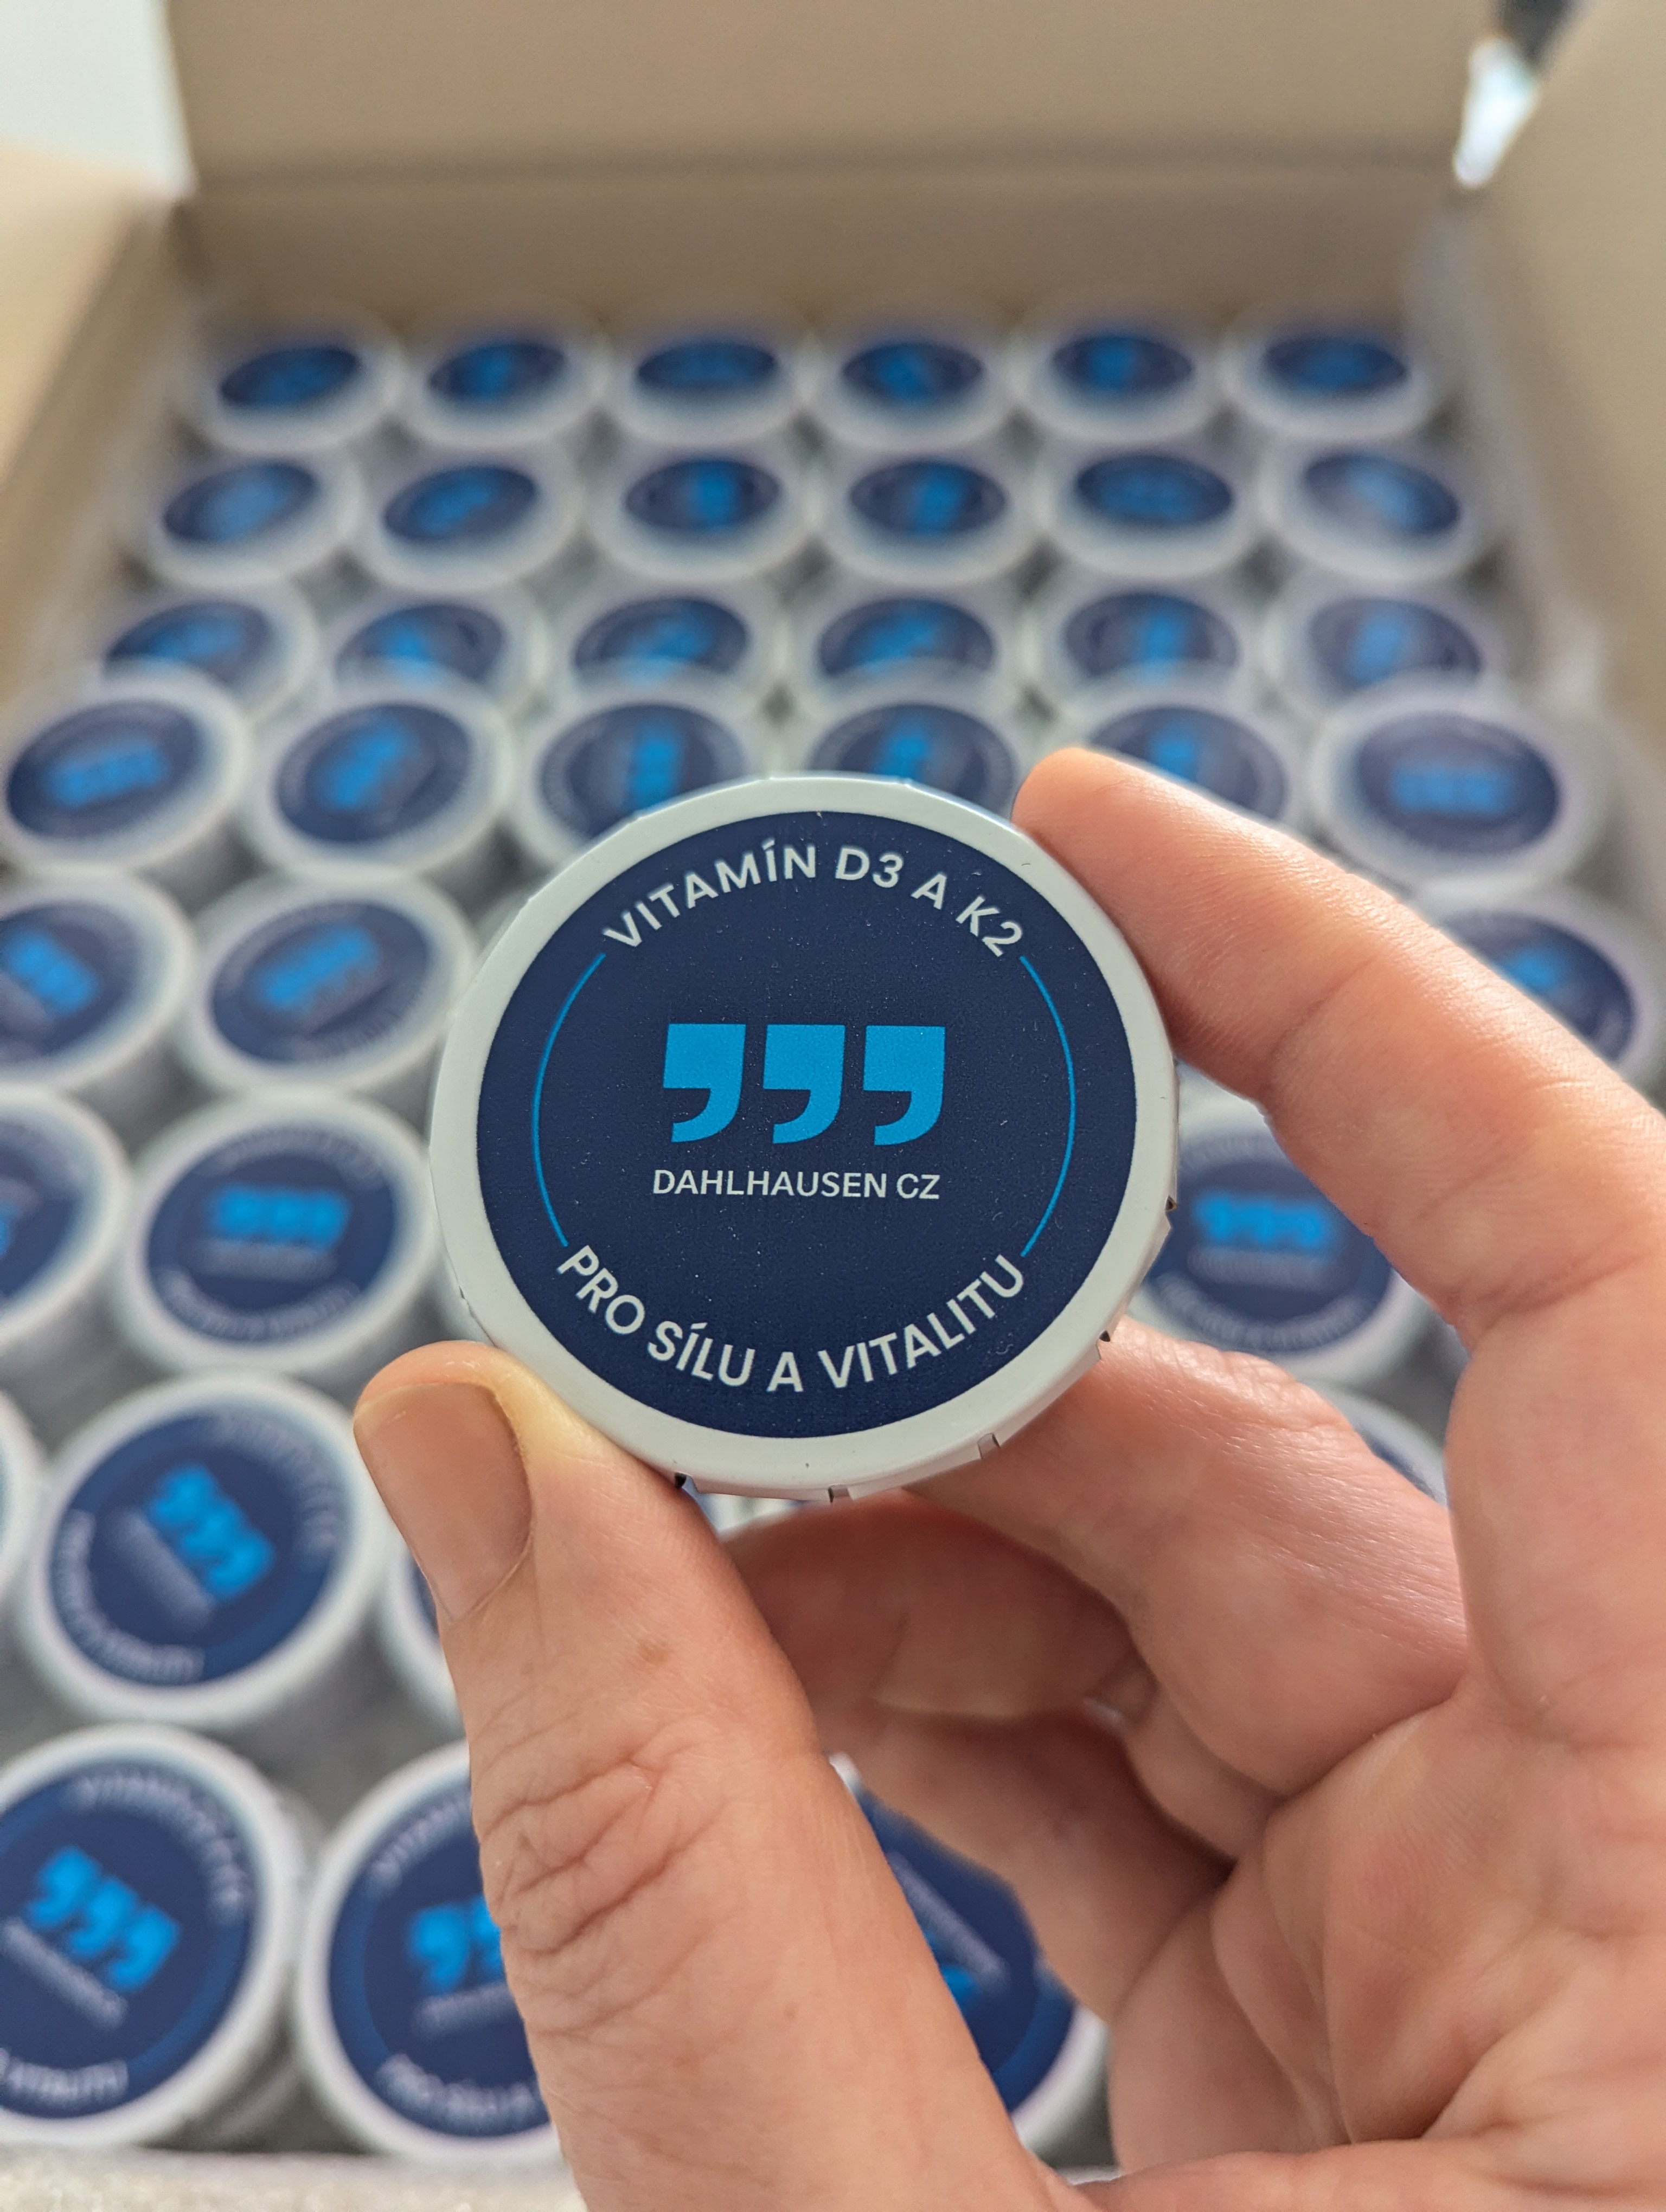 VITAMÍN D3 A K2
DAHLHAUSEN CZ
PRO SÍLU A VITALITU